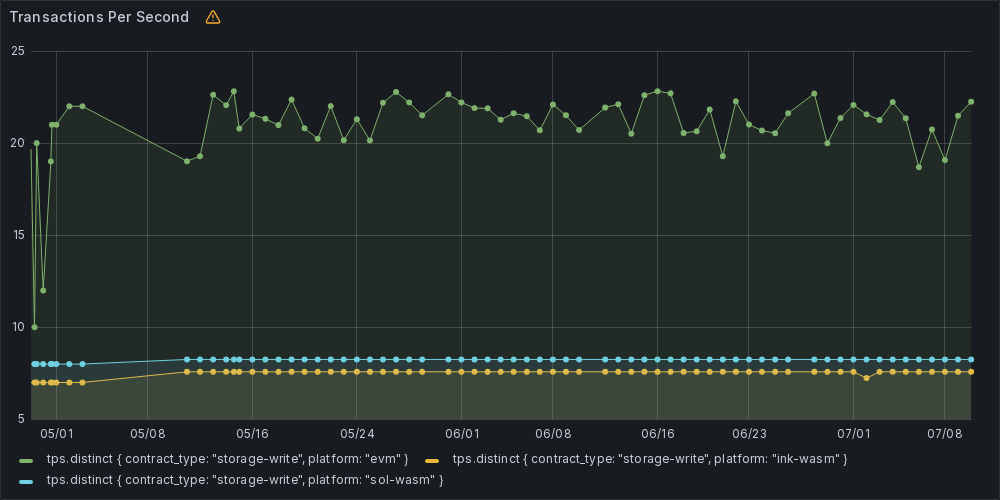 Transactions Per Second
25
20
15
10
5
05/01 05/08 05/16 05/24 06/01 06/08 06/16 06/23 07/01 07/08
tps.distinct { contract_type: "storage-write", platform: "evm" } tps.distinct { contract_type: "storage-write", platform: "ink-wasm" }
tps.distinct { contract_type: "storage-write", platform: "sol-wasm" }